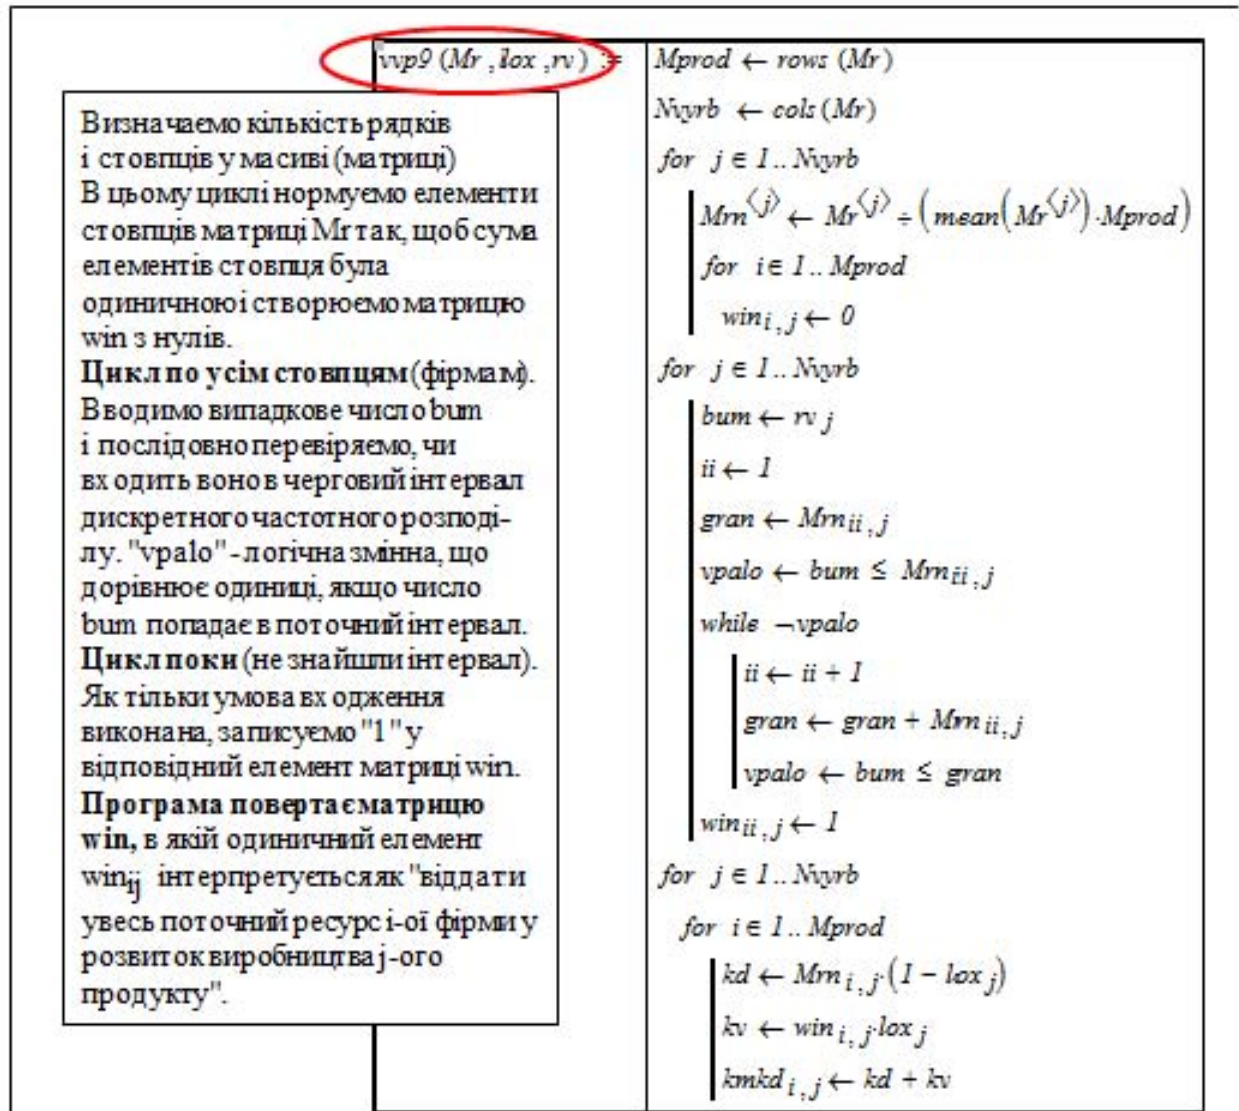 vvp9 (Mr , lox , rv) :=
Визначаємо кількість рядків
і стовпців у масиві (матриці)
В цьому циклі нормуємо елементи
стовпців матриці Mr так, щоб сума
елементів стовпця була
одиничною і створюємо матрицю
win з нулів.
Цикл по усім стовпцям (фірмам).
Вводимо випадкове число bum
і послідовно перевіряємо, чи
входить воно в черговий інтервал
дискретного частотного розподі-
лу. "vpalo" - логічна змінна, що
дорівнює одиниці, якщо число
bum попадає в поточний інтервал.
Цикл поки (не знайшли інтервал).
Як тільки умова входження
виконана, записуємо "1" у
відповідний елемент матриці win.
Програма повертає матрицю
win, в якій одиничний елемент
winij інтерпретується як "віддати
увесь поточний ресурс i-ої фірми у
розвиток виробництва j-ого
продукту".
Mprod ← rows (Mr)
Nvyrb ← cols (Mr)
for j ∈ 1 .. Nvyrb
Mrn⟨j⟩ ← Mr⟨j⟩ ÷ (mean(Mr⟨j⟩)·Mprod)
for i ∈ 1 .. Mprod
win i , j ← 0
for j ∈ 1 .. Nvyrb
bum ← rv j
ii ← 1
gran ← Mrn ii , j
vpalo ← bum ≤ Mrn ii , j
while ¬vpalo
ii ← ii + 1
gran ← gran + Mrn ii , j
vpalo ← bum ≤ gran
win ii , j ← 1
for j ∈ 1 .. Nvyrb
for i ∈ 1 .. Mprod
kd ← Mrn i , j·(1 − lox j)
kv ← win i , j·lox j
kmkd i , j ← kd + kv